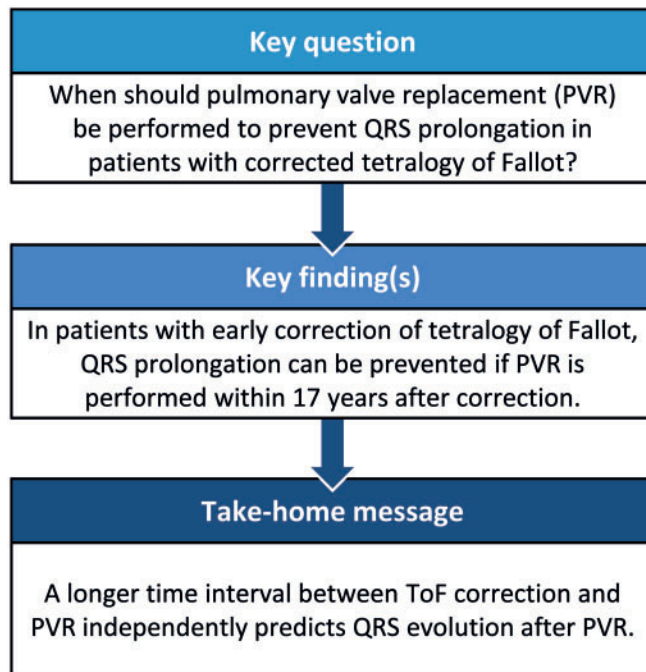 Key question
When should pulmonary valve replacement (PVR)
be performed to prevent QRS prolongation in
patients with corrected tetralogy of Fallot?
Key finding(s)
In patients with early correction of tetralogy of Fallot,
QRS prolongation can be prevented if PVR is
performed within 17 years after correction.
Take-home message
A longer time interval between ToF correction and
PVR independently predicts QRS evolution after PVR.